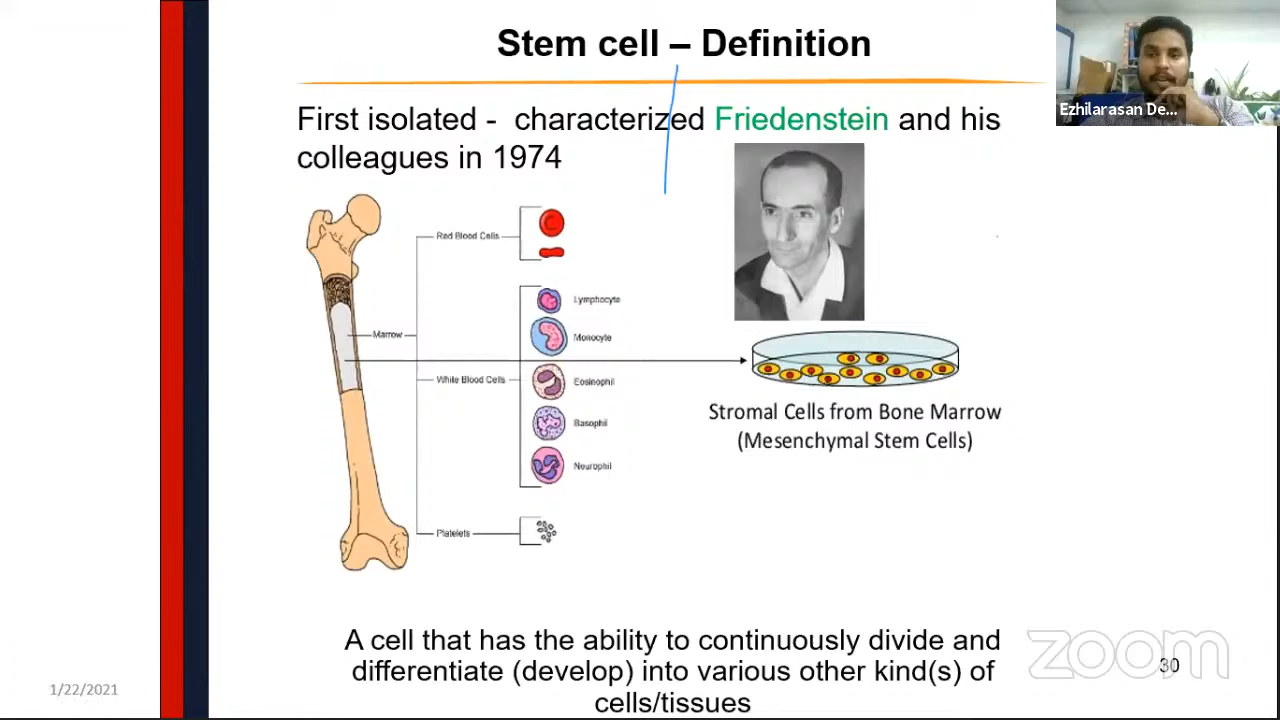 Stem cell – Definition
Ezhilarasan De...
First isolated - characterized Friedenstein and his
colleagues in 1974
Red Blood Cells
Lymphocyte
Marrow
Monocyte
White Blood Cells
Eosinophil
Basophil
Neurophil
Platelets
Stromal Cells from Bone Marrow
(Mesenchymal Stem Cells)
A cell that has the ability to continuously divide and
differentiate (develop) into various other kind(s) of
cells/tissues
zoom
30
1/22/2021